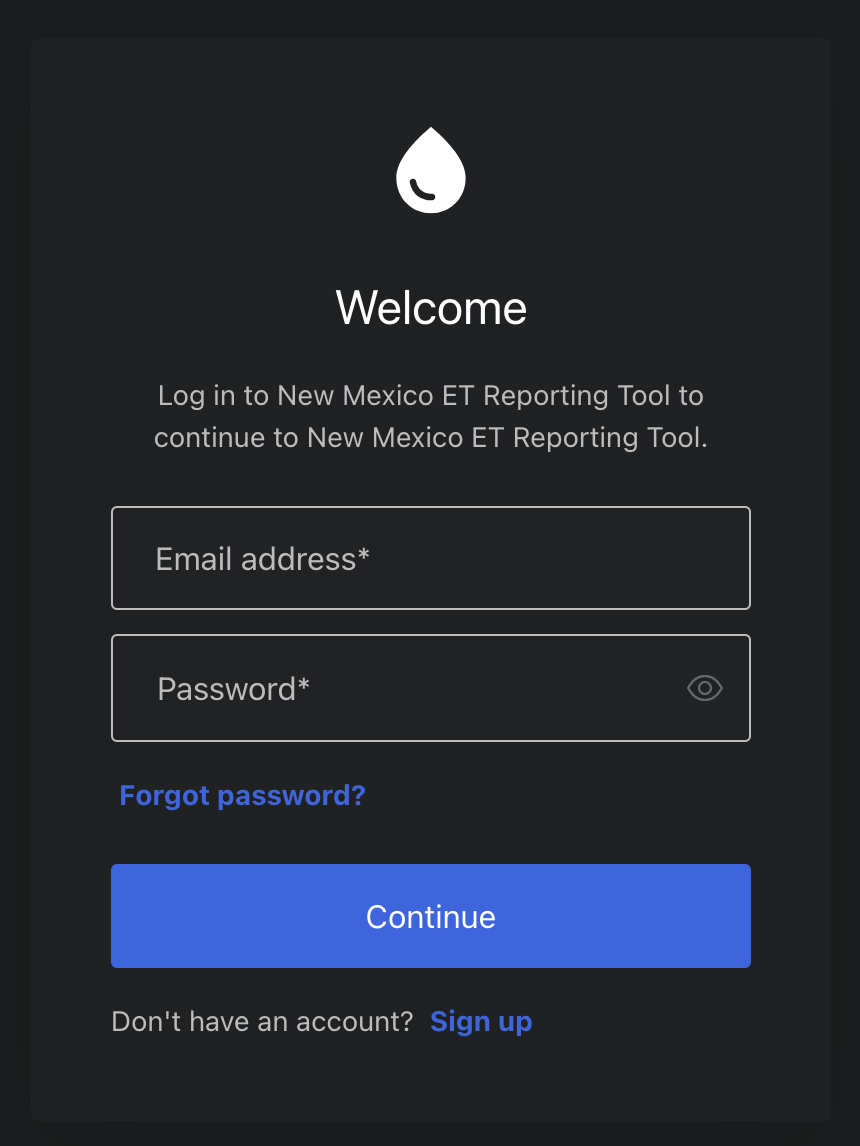 Welcome
Log in to New Mexico ET Reporting Tool to
continue to New Mexico ET Reporting Tool.
Email address*
Password*
Forgot password?
Continue
Don't have an account? Sign up